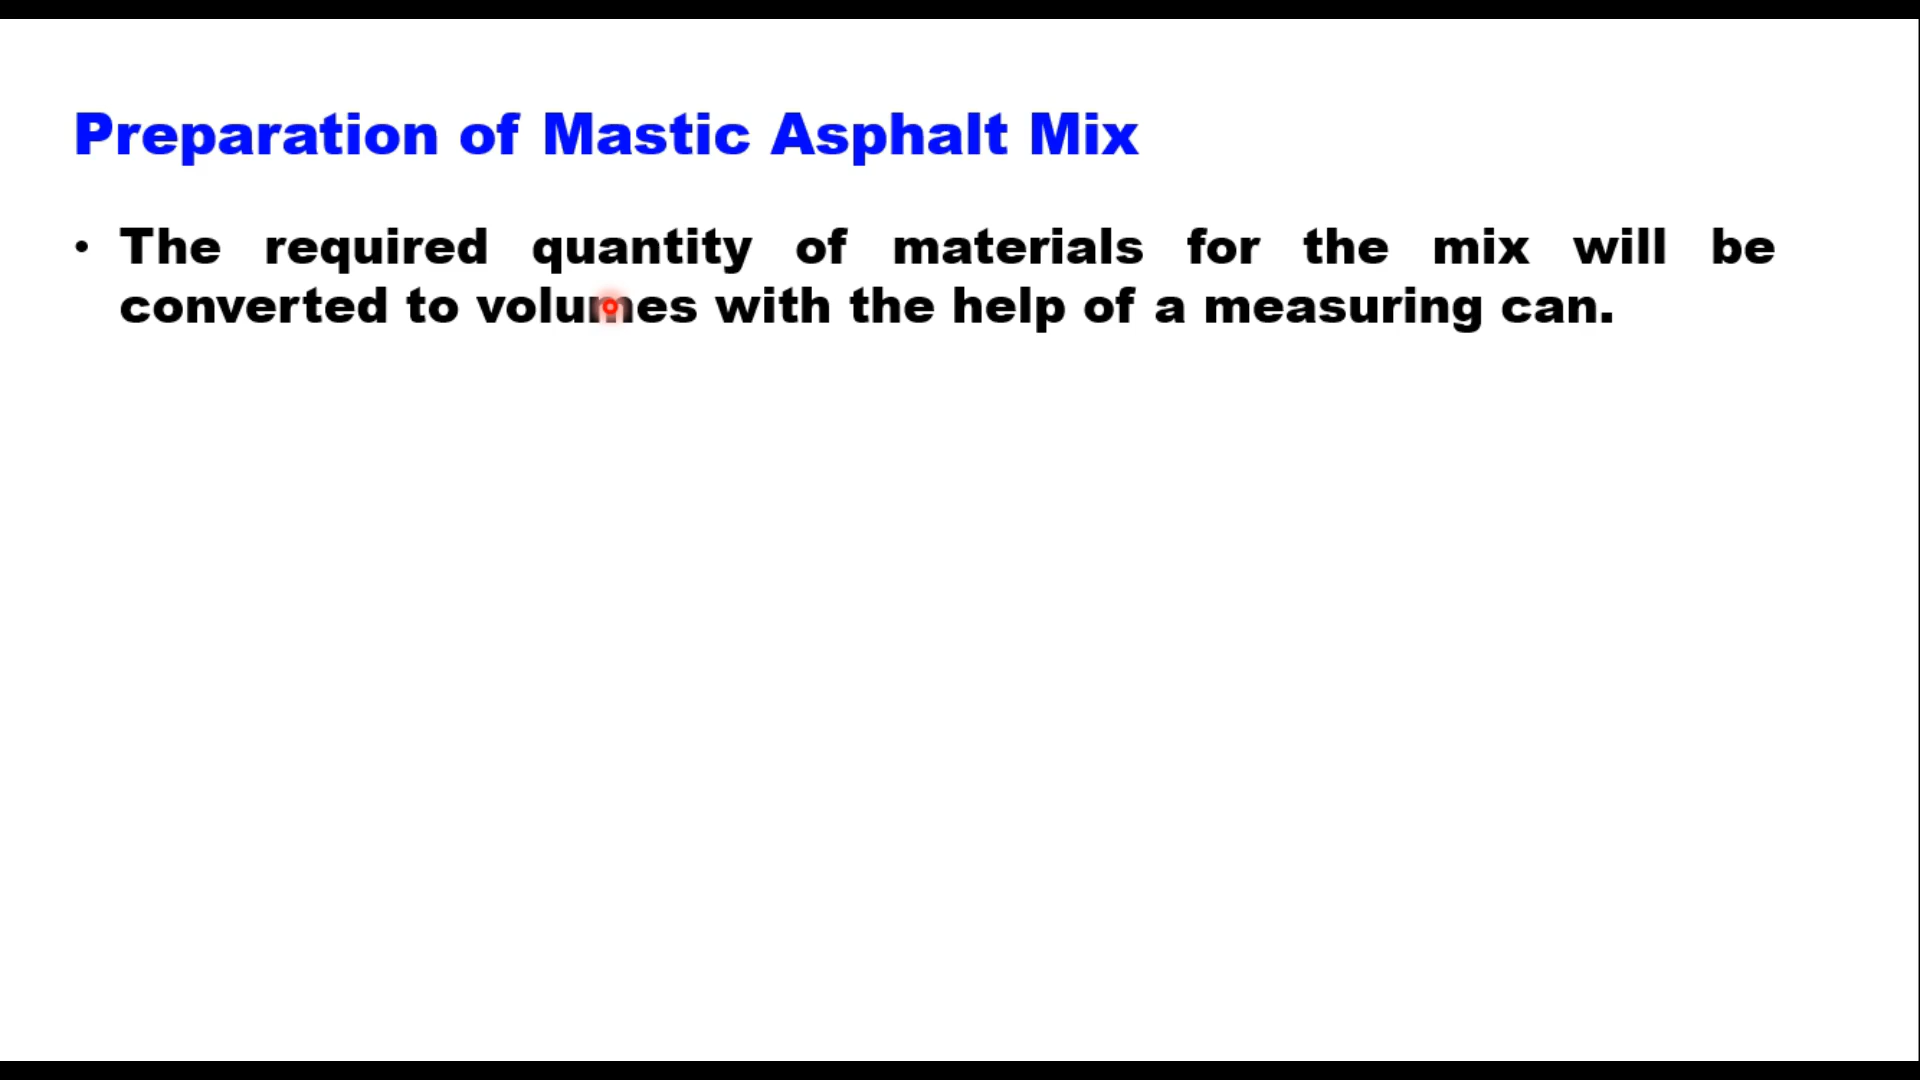 Preparation of Mastic Asphalt Mix
• The required quantity of materials for the mix will be
converted to volumes with the help of a measuring can.